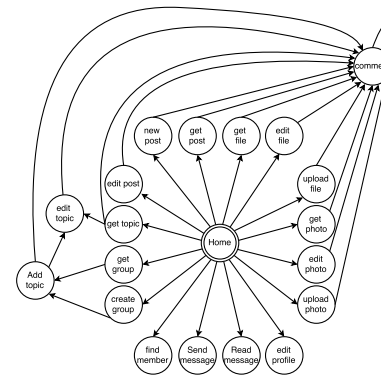 comme
new
post
get
post
get
file
edit
file
edit post
upload
file
edit
topic
get topic
get
photo
Home
get
group
edit
photo
Add
topic
create
group
upload
photo
find
member
Send
message
Read
message
edit
profile